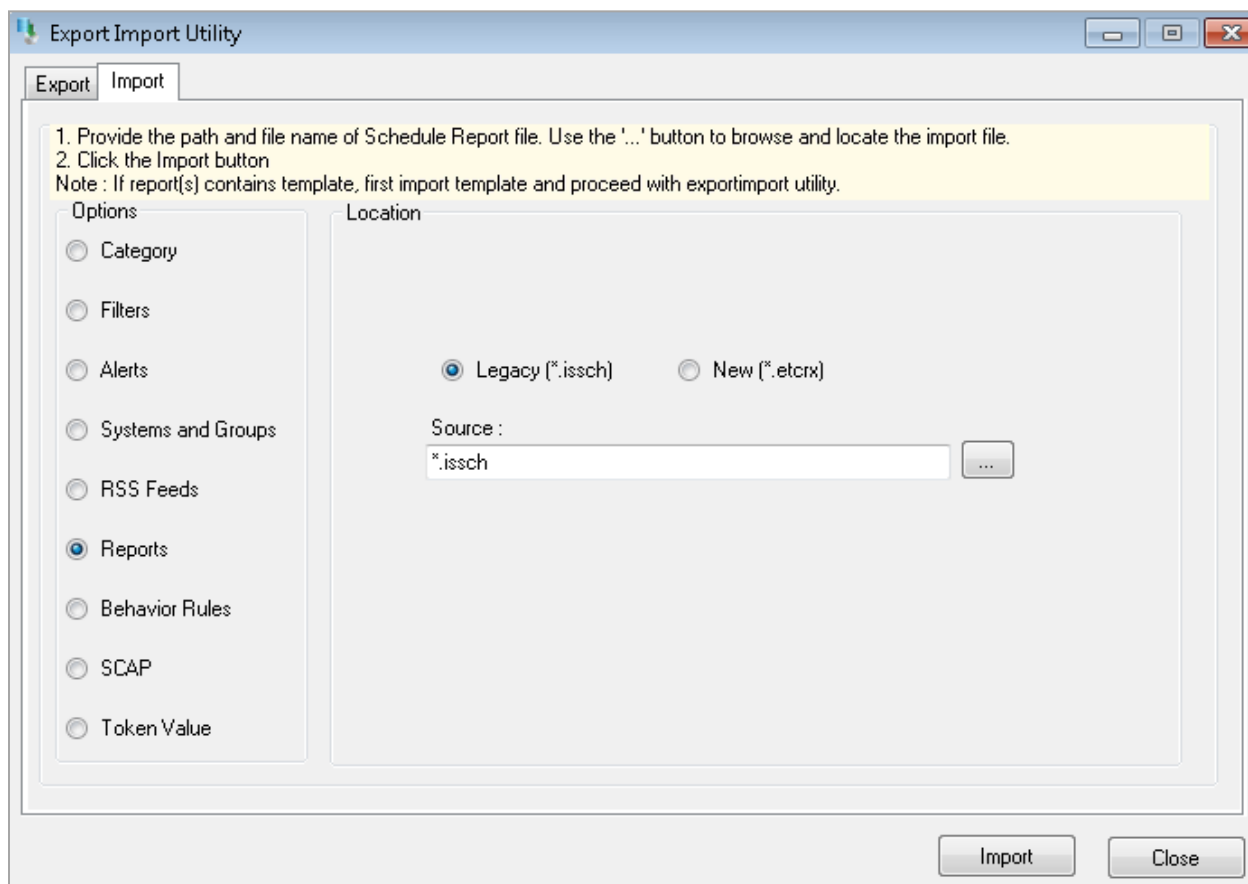 Export Import Utility
Export
Import
1. Provide the path and file name of Schedule Report file. Use the '...' button to browse and locate the import file.
2. Click the Import button
Note : If report(s) contains template, first import template and proceed with exportimport utility.
Options
Location
Category
Filters
Alerts
Legacy (*.issch)
New (*.etcrx)
Systems and Groups
Source :
*.issch
...
RSS Feeds
Reports
Behavior Rules
SCAP
Token Value
Import
Close